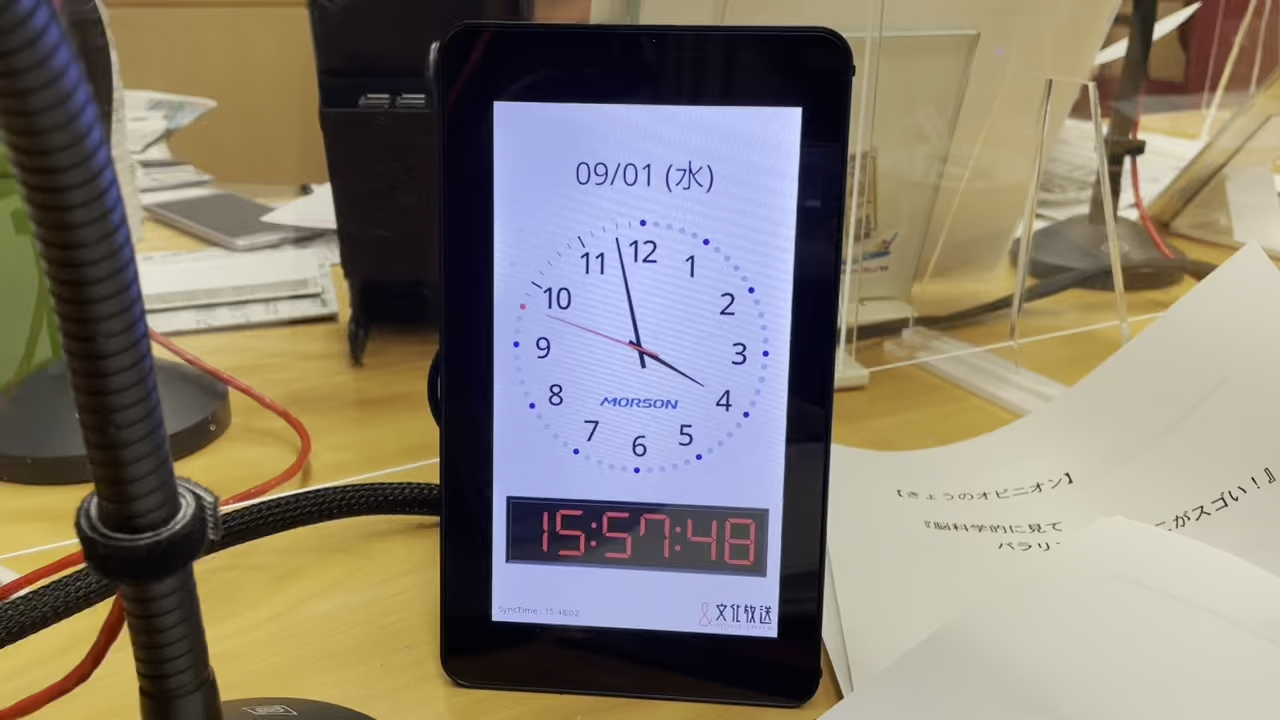 09/01 (水)
12
11
1
10
2
9
3
8
4
7
5
6
MORSON
15:57:48
SyncTime : 15:48:02
文化放送
【きょうのオピニオン】
『脳科学的に見て
パラリ
がスゴい！』